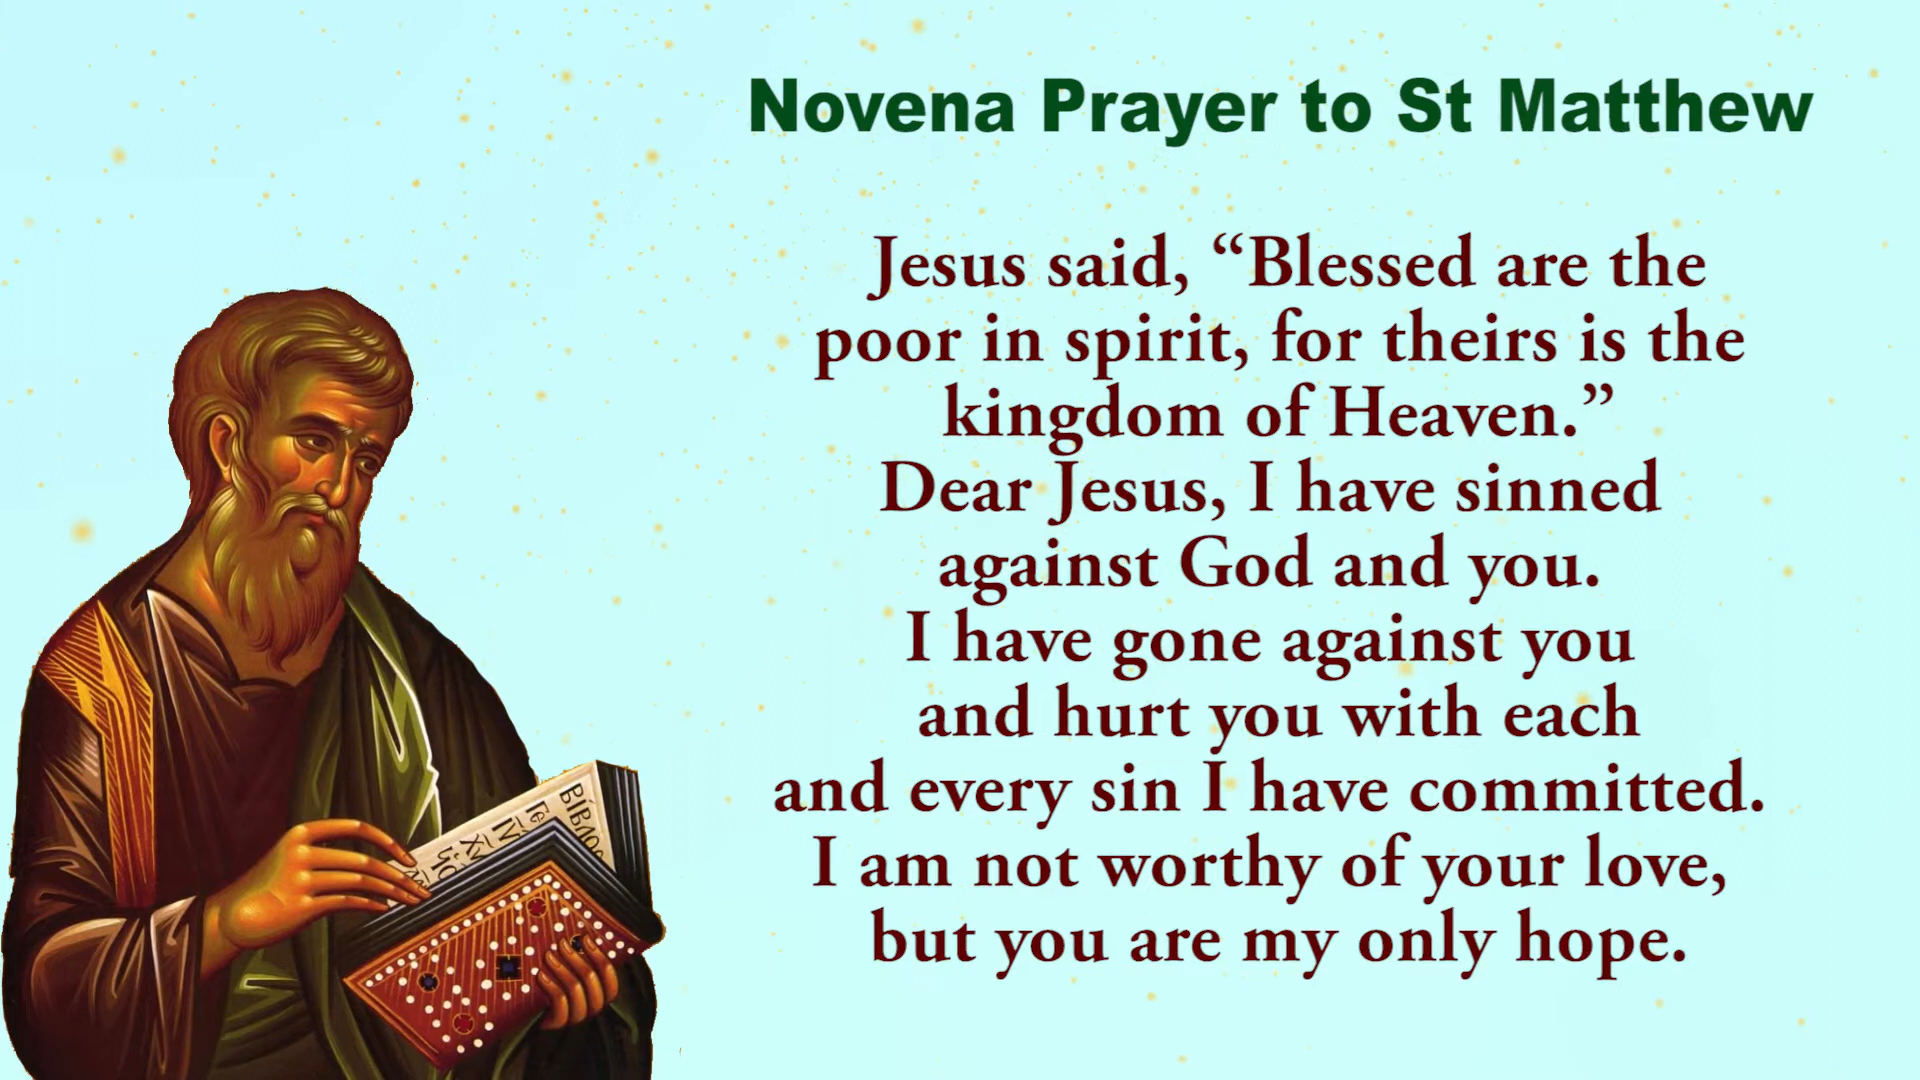 Novena Prayer to St Matthew
Jesus said, “Blessed are the
poor in spirit, for theirs is the
kingdom of Heaven.”
Dear Jesus, I have sinned
against God and you.
I have gone against you
and hurt you with each
and every sin I have committed.
I am not worthy of your love,
but you are my only hope.
ΒΊΒΛΟΣ